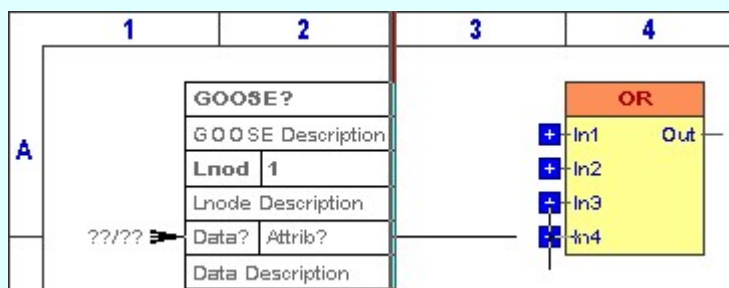 1 2 3 4
A
GOOSE?
GOOSE Description
Lnod 1
Lnode Description
??/?? Data? Attrib?
Data Description
OR
In1 Out
In2
In3
In4